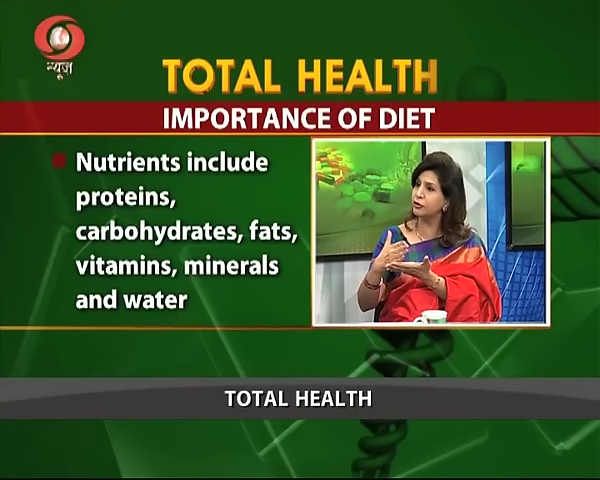 न्यूज़
TOTAL HEALTH
IMPORTANCE OF DIET
Nutrients include
proteins,
carbohydrates, fats,
vitamins, minerals
and water
TOTAL HEALTH